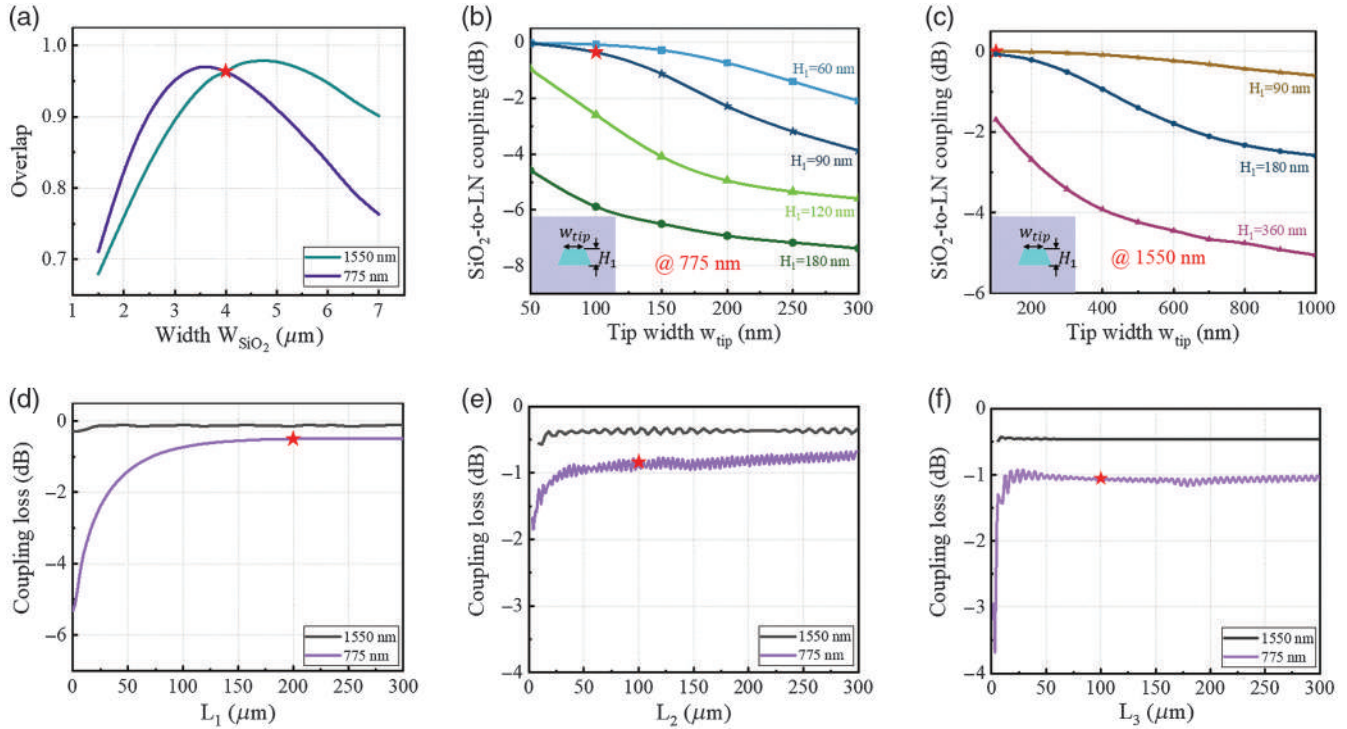 (a)
1.0
0.9
0.8
0.7
Overlap
1 2 3 4 5 6 7
Width W_SiO₂ (μm)
1550 nm
775 nm
(b)
0
−2
−4
−6
−8
SiO₂-to-LN coupling (dB)
H₁=60 nm
H₁=90 nm
H₁=120 nm
H₁=180 nm
w_tip
H₁
@ 775 nm
50 100 150 200 250 300
Tip width w_tip (nm)
(c)
0
−2
−4
−6
SiO₂-to-LN coupling (dB)
H₁=90 nm
H₁=180 nm
H₁=360 nm
w_tip
H₁
@ 1550 nm
200 400 600 800 1000
Tip width w_tip (nm)
(d)
0
−2
−4
−6
Coupling loss (dB)
1550 nm
775 nm
0 50 100 150 200 250 300
L₁ (μm)
(e)
0
−1
−2
−3
−4
Coupling loss (dB)
1550 nm
775 nm
0 50 100 150 200 250 300
L₂ (μm)
(f)
0
−1
−2
−3
−4
Coupling loss (dB)
1550 nm
775 nm
0 50 100 150 200 250 300
L₃ (μm)